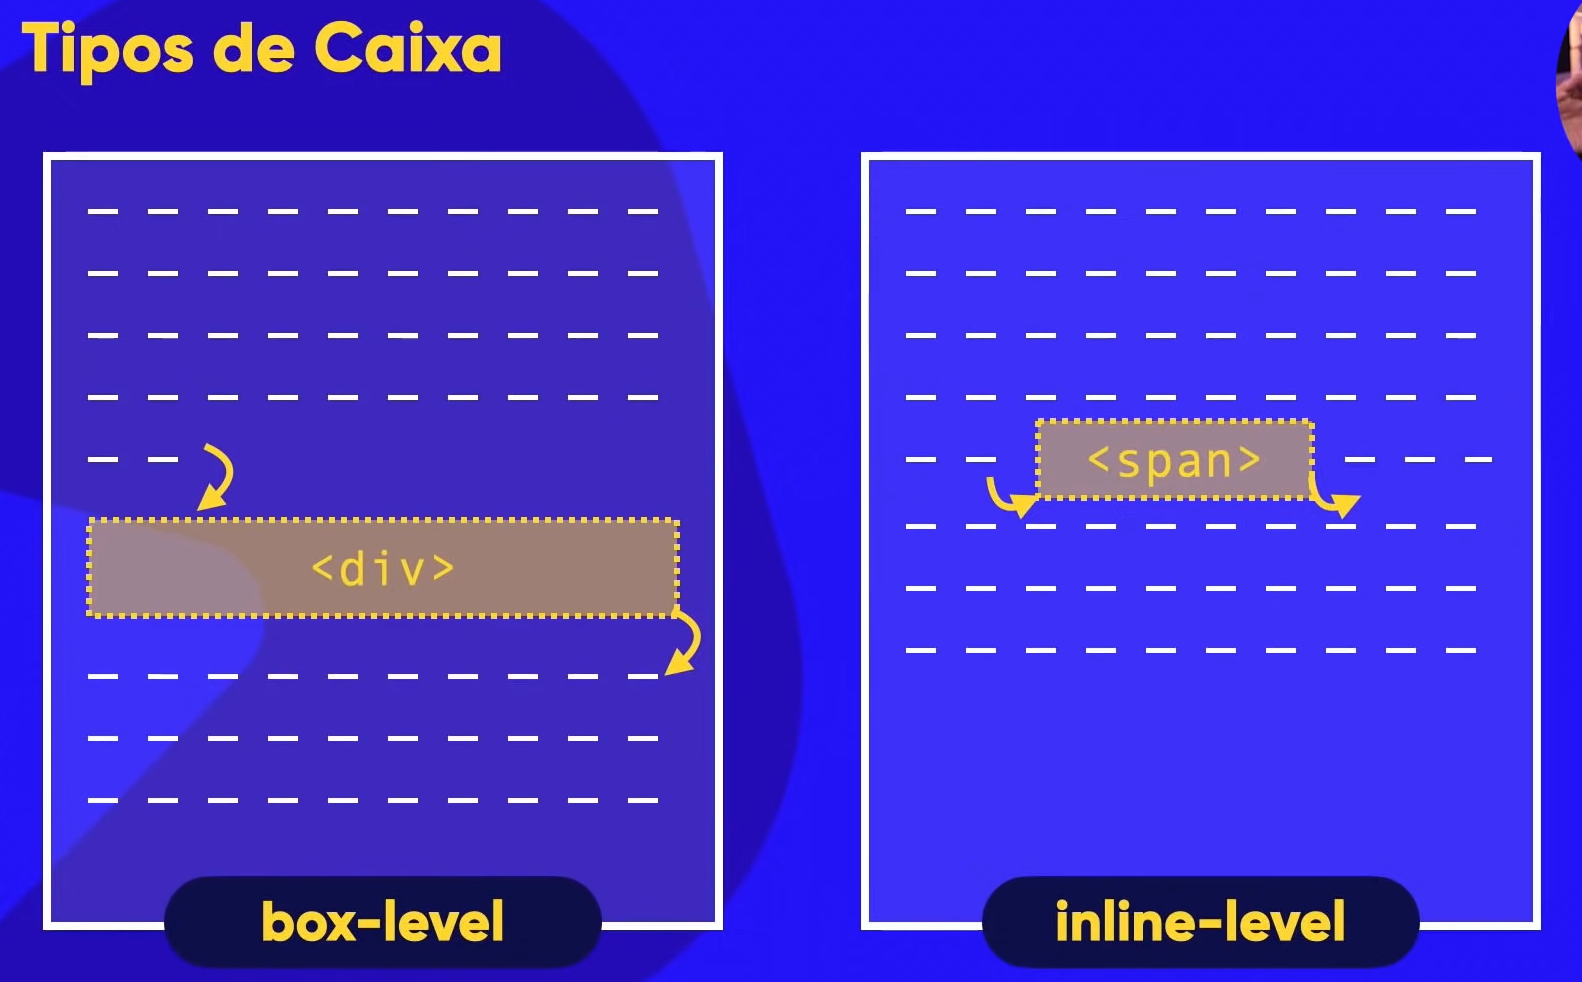 Tipos de Caixa
<div>
<span>
box-level
inline-level